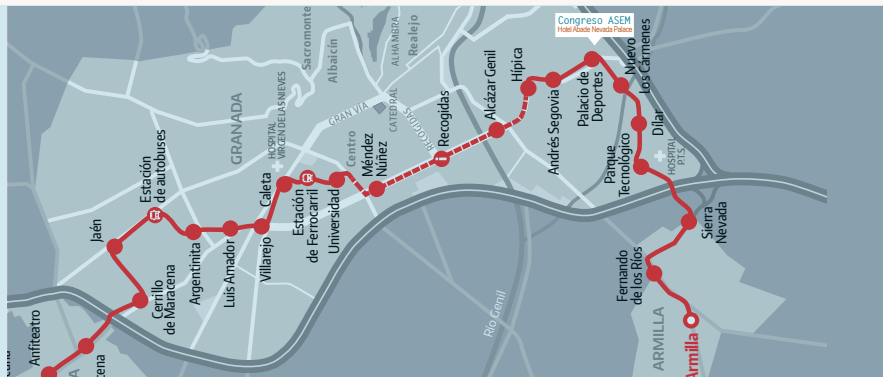 Congreso ASEM
Hotel Abade Nevada Palace
Sacromonte
Albaicín
ALHAMBRA
Realejo
GRANADA
HOSPITAL
VIRGEN DE LAS NIEVES
GRAN VÍA
CATEDRAL
RECOGIDAS
Centro
Anfiteatro
Cerrillo
de Maracena
Jaén
Estación
de autobuses
Argentinita
Luis Amador
Villarejo
Caleta
Estación
de Ferrocarril
Universidad
Méndez
Núñez
Recogidas
Alcázar Genil
Hípica
Andrés Segovia
Palacio de
Deportes
Nuevo
Los Cármenes
Dílar
Parque
Tecnológico
HOSPITAL
P.T.S.
Sierra
Nevada
Fernando
de los Ríos
ARMILLA
Armilla
Río Genil